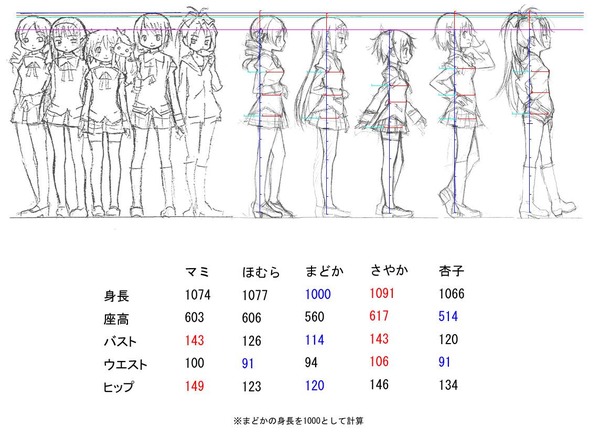 マミ ほむら まどか さやか 杏子
身長 1074 1077 1000 1091 1066
座高 603 606 560 617 514
バスト 143 126 114 143 120
ウエスト 100 91 94 106 91
ヒップ 149 123 120 146 134
※まどかの身長を1000として計算